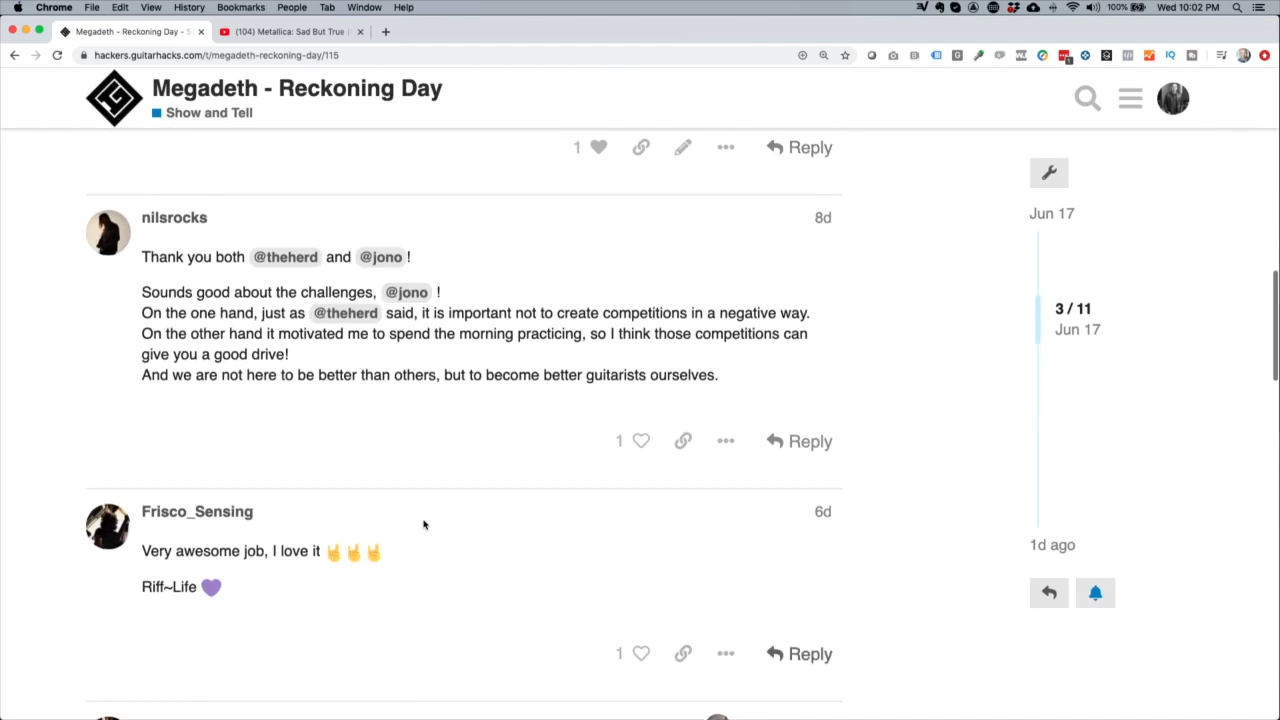 Chrome File Edit View History Bookmarks People Tab Window Help 100% Wed 10:02 PM
Megadeth - Reckoning Day - S
(104) Metallica: Sad But True
hackers.guitarhacks.com/t/megadeth-reckoning-day/115
Megadeth - Reckoning Day
Show and Tell
1 Reply
Jun 17
nilsrocks 8d
Thank you both @theherd and @jono !
Sounds good about the challenges, @jono !
On the one hand, just as @theherd said, it is important not to create competitions in a negative way.
On the other hand it motivated me to spend the morning practicing, so I think those competitions can
give you a good drive!
And we are not here to be better than others, but to become better guitarists ourselves.
3 / 11
Jun 17
1 Reply
Frisco_Sensing 6d
Very awesome job, I love it 🤘🤘🤘
Riff~Life 💜
1d ago
1 Reply